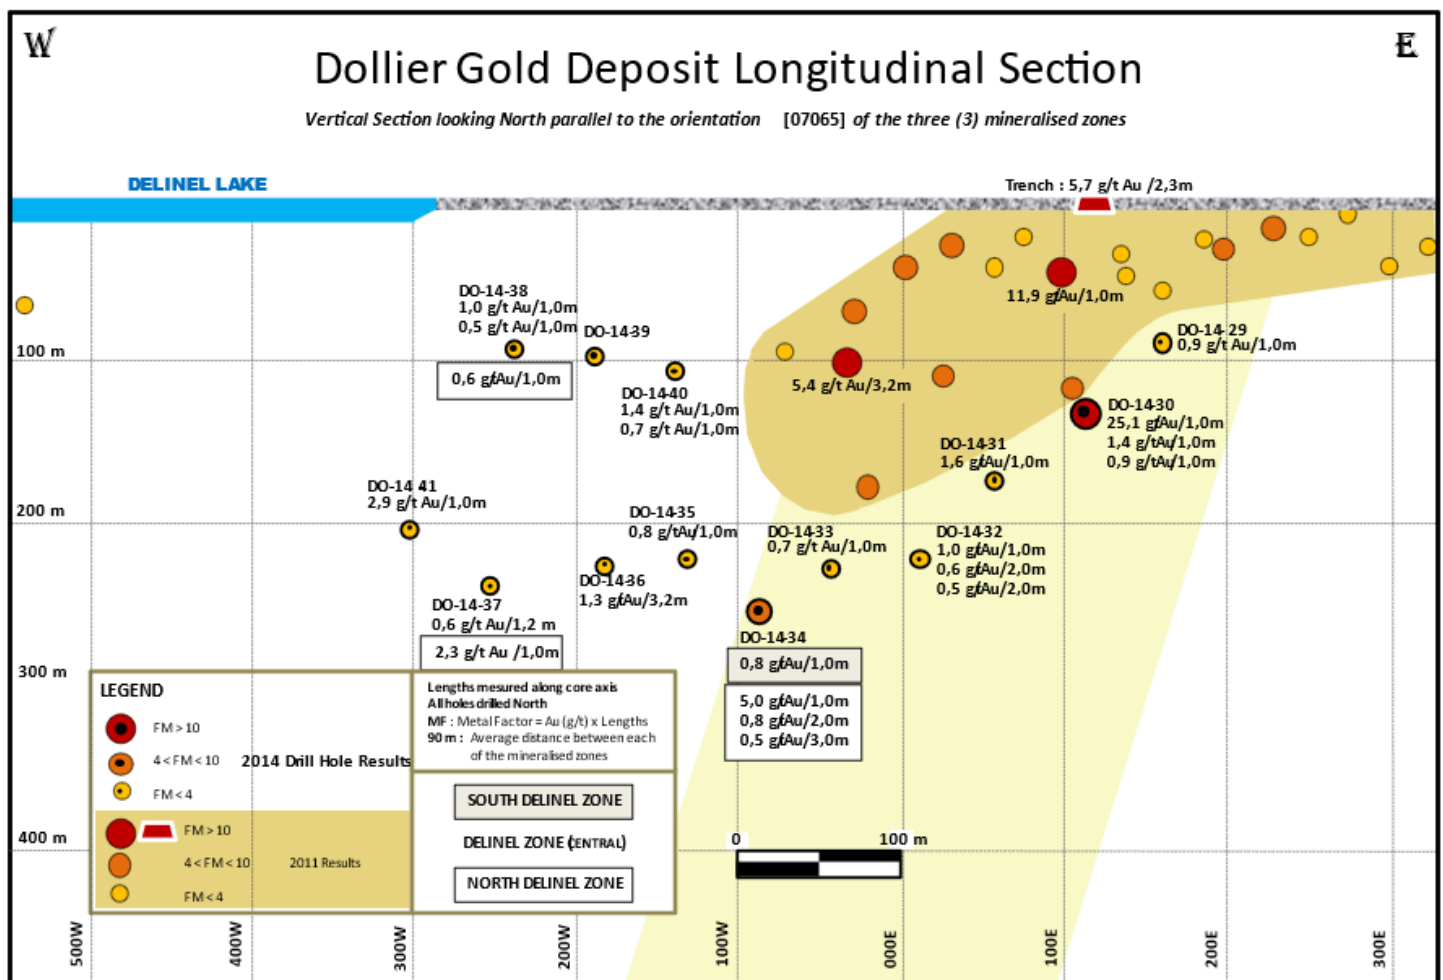 W
E
Dollier Gold Deposit Longitudinal Section
Vertical Section looking North parallel to the orientation [07065] of the three (3) mineralised zones
DELINEL LAKE
Trench : 5,7 g/t Au /2,3m
DO-14-38
1,0 g/t Au/1,0m
0,5 g/t Au/1,0m
0,6 g/tAu/1,0m
DO-14-39
DO-14-40
1,4 g/t Au/1,0m
0,7 g/t Au/1,0m
11,9 g/tAu/1,0m
5,4 g/t Au/3,2m
DO-14-29
0,9 g/t Au/1,0m
100 m
DO-14-30
25,1 g/tAu/1,0m
1,4 g/tAu/1,0m
0,9 g/tAu/1,0m
DO-14-31
1,6 g/tAu/1,0m
DO-14 41
2,9 g/t Au/1,0m
200 m
DO-14-35
0,8 g/tAu/1,0m
DO-14-33
0,7 g/t Au/1,0m
DO-14-32
1,0 g/tAu/1,0m
0,6 g/tAu/2,0m
0,5 g/tAu/2,0m
DO-14-36
1,3 g/tAu/3,2m
DO-14-37
0,6 g/t Au/1,2 m
2,3 g/t Au /1,0m
DO-14-34
0,8 g/tAu/1,0m
5,0 g/tAu/1,0m
0,8 g/tAu/2,0m
0,5 g/tAu/3,0m
300 m
LEGEND
FM > 10
4 < FM < 10
2014 Drill Hole Results
FM < 4
FM > 10
4 < FM < 10
2011 Results
FM < 4
Lengths mesured along core axis
All holes drilled North
MF : Metal Factor = Au (g/t) x Lengths
90 m : Average distance between each
of the mineralised zones
SOUTH DELINEL ZONE
DELINEL ZONE (CENTRAL)
NORTH DELINEL ZONE
400 m
0
100 m
500W
400W
300W
200W
100W
000E
100E
200E
300E